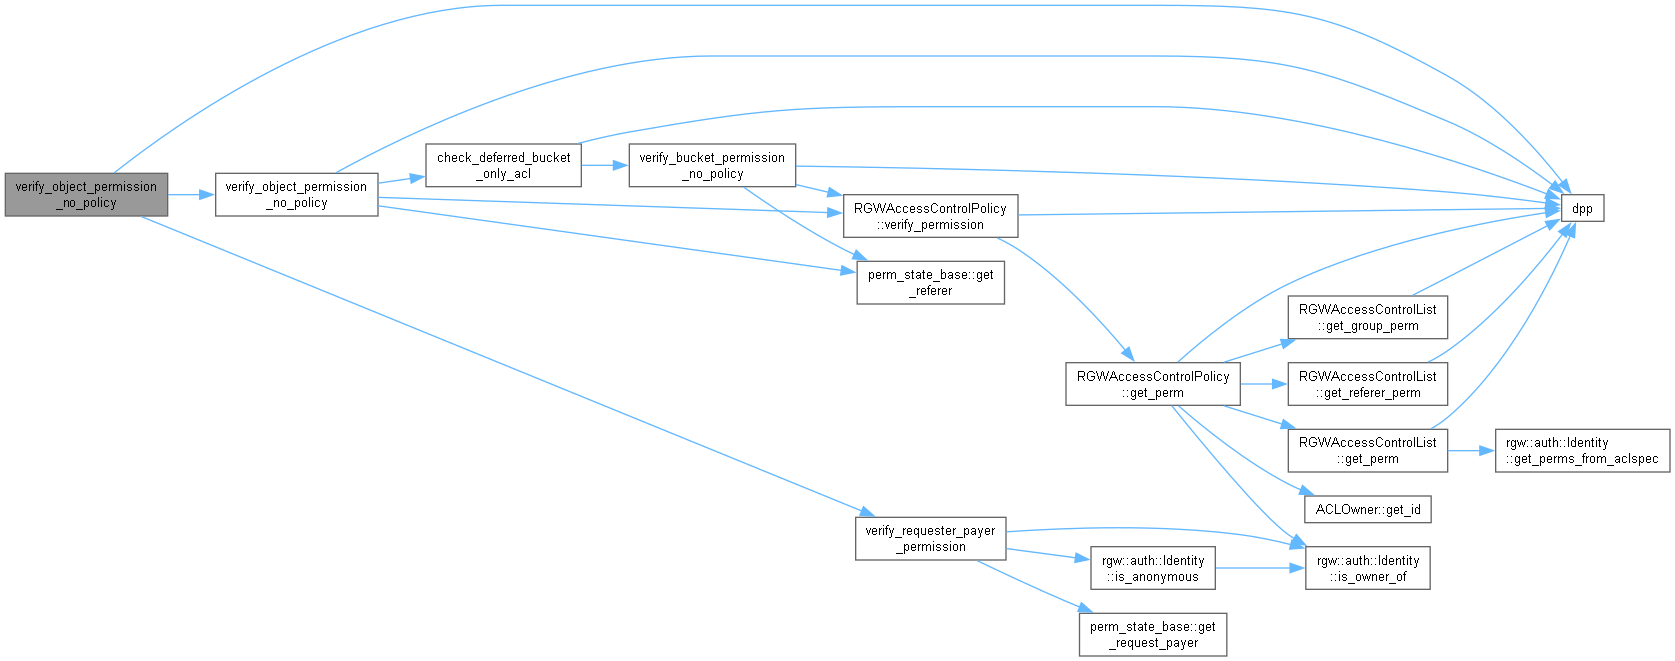 verify_object_permission
_no_policy
verify_object_permission
_no_policy
check_deferred_bucket
_only_acl
verify_bucket_permission
_no_policy
RGWAccessControlPolicy
::verify_permission
perm_state_base::get
_referer
dpp
RGWAccessControlList
::get_group_perm
RGWAccessControlPolicy
::get_perm
RGWAccessControlList
::get_referer_perm
RGWAccessControlList
::get_perm
rgw::auth::Identity
::get_perms_from_aclspec
ACLOwner::get_id
verify_requester_payer
_permission
rgw::auth::Identity
::is_anonymous
rgw::auth::Identity
::is_owner_of
perm_state_base::get
_request_payer